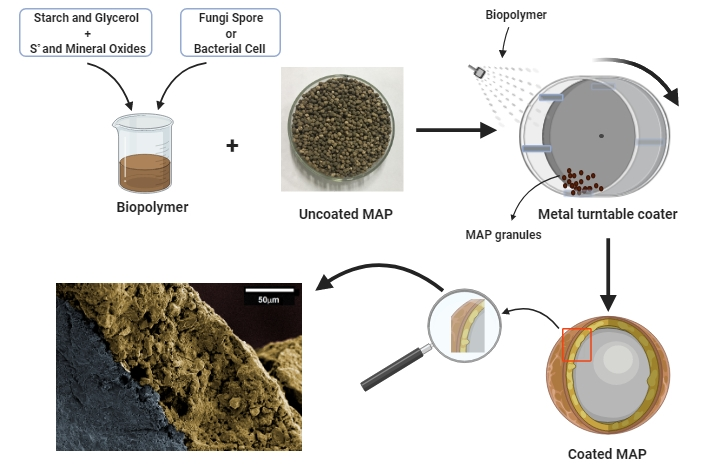 Starch and Glycerol
+
S° and Mineral Oxides
Fungi Spore
or
Bacterial Cell
Biopolymer
Biopolymer
+
Uncoated MAP
Metal turntable coater
MAP granules
50µm
Coated MAP